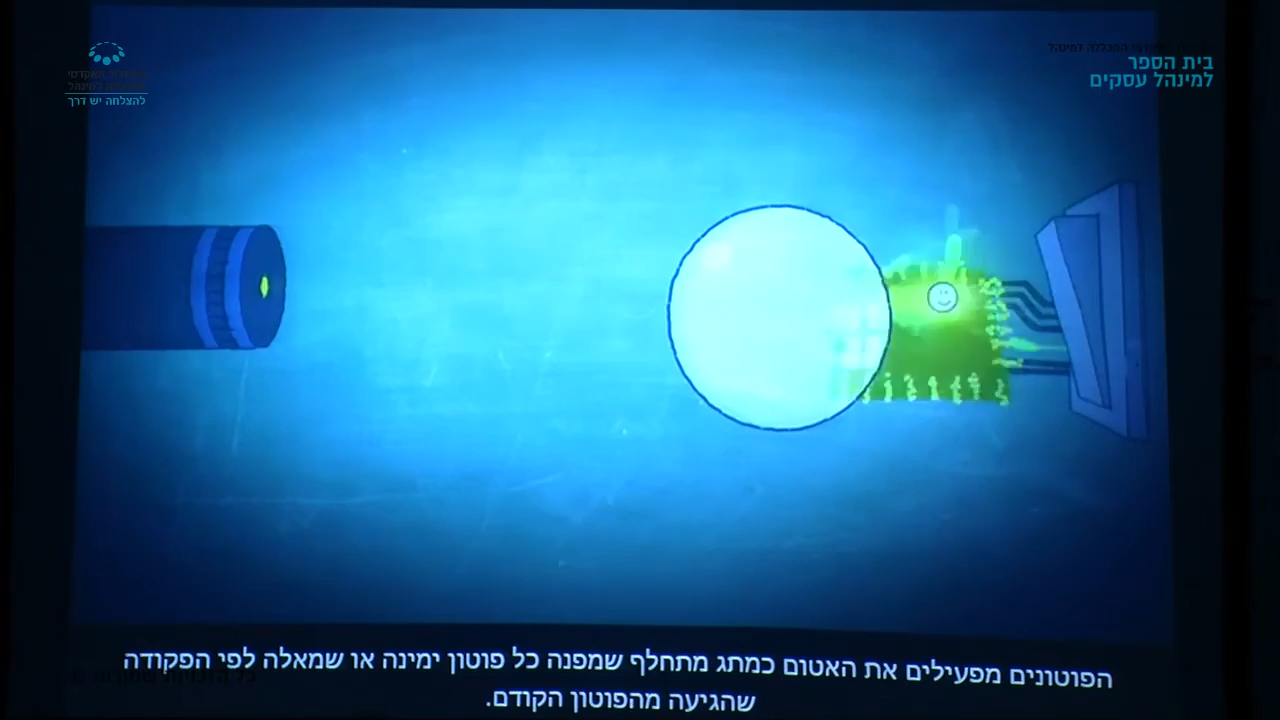 בית הספר
למינהל עסקים
להצלחה יש דרך
הפוטונים מפעילים את האטום כמתג מתחלף שמפנה כל פוטון ימינה או שמאלה לפי הפקודה
שהגיעה מהפוטון הקודם.